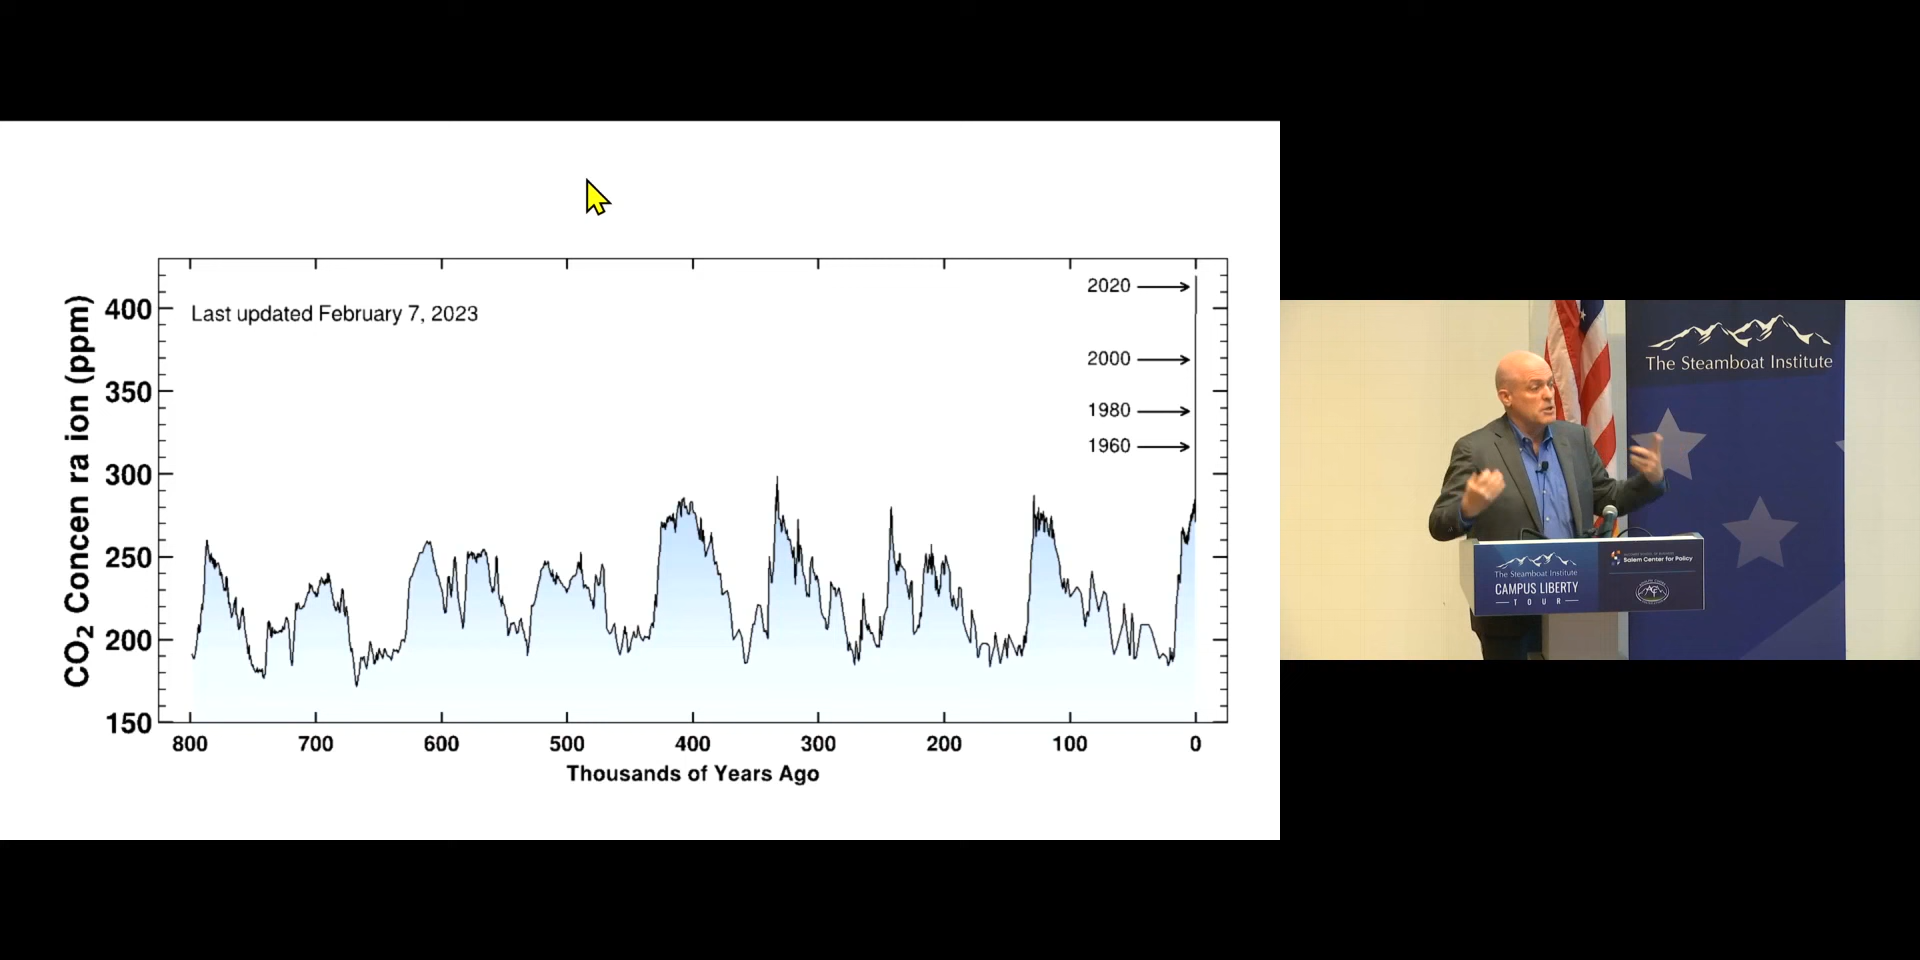 2020
400
Last updated February 7, 2023
2000
350
1980
1960
300
250
200
150
CO₂ Concen ra ion (ppm)
800 700 600 500 400 300 200 100 0
Thousands of Years Ago
The Steamboat Institute
The Steamboat Institute
CAMPUS LIBERTY
TOUR
Salem Center for Policy